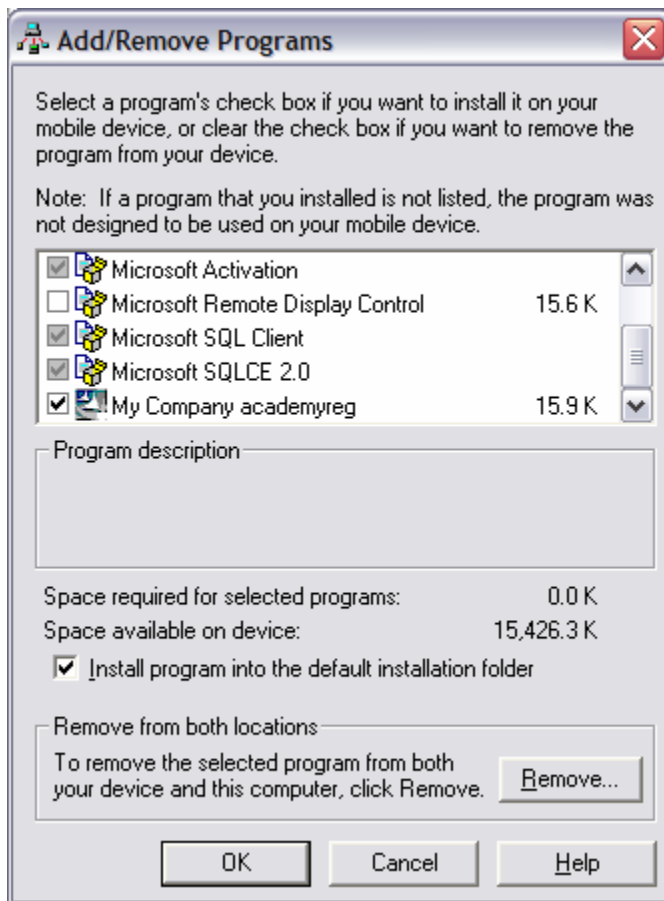 Add/Remove Programs
Select a program's check box if you want to install it on your
mobile device, or clear the check box if you want to remove the
program from your device.
Note: If a program that you installed is not listed, the program was
not designed to be used on your mobile device.
Microsoft Activation
Microsoft Remote Display Control 15.6 K
Microsoft SQL Client
Microsoft SQLCE 2.0
My Company academyreg 15.9 K
Program description
Space required for selected programs: 0.0 K
Space available on device: 15,426.3 K
Install program into the default installation folder
Remove from both locations
To remove the selected program from both
your device and this computer, click Remove.
Remove...
OK Cancel Help